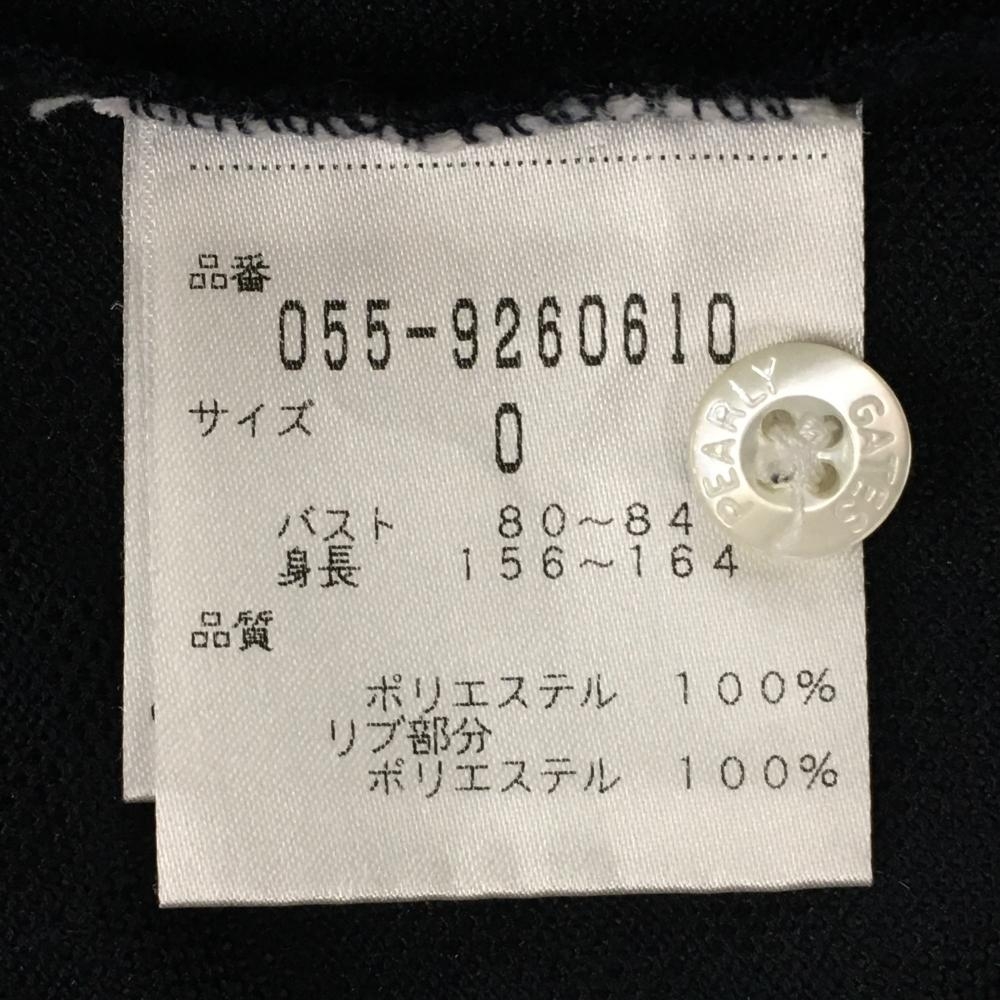 品番
055-9260610
サイズ 0
バスト 80～84
身長 156～164
品質
ポリエステル 100%
リブ部分
ポリエステル 100%
PEARLY GATES